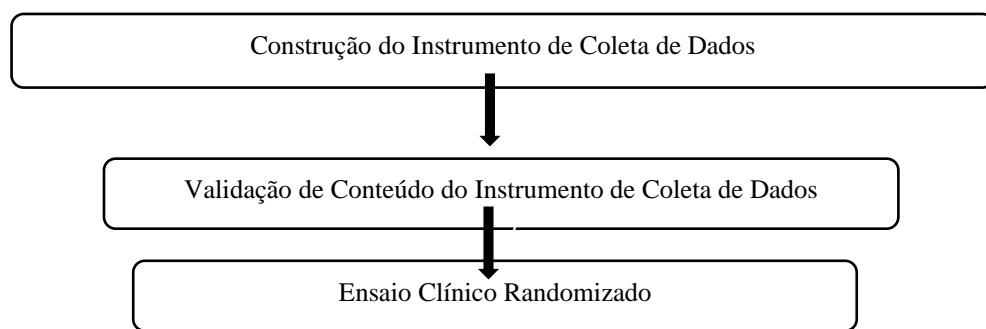 Construção do Instrumento de Coleta de Dados
Validação de Conteúdo do Instrumento de Coleta de Dados
Ensaio Clínico Randomizado